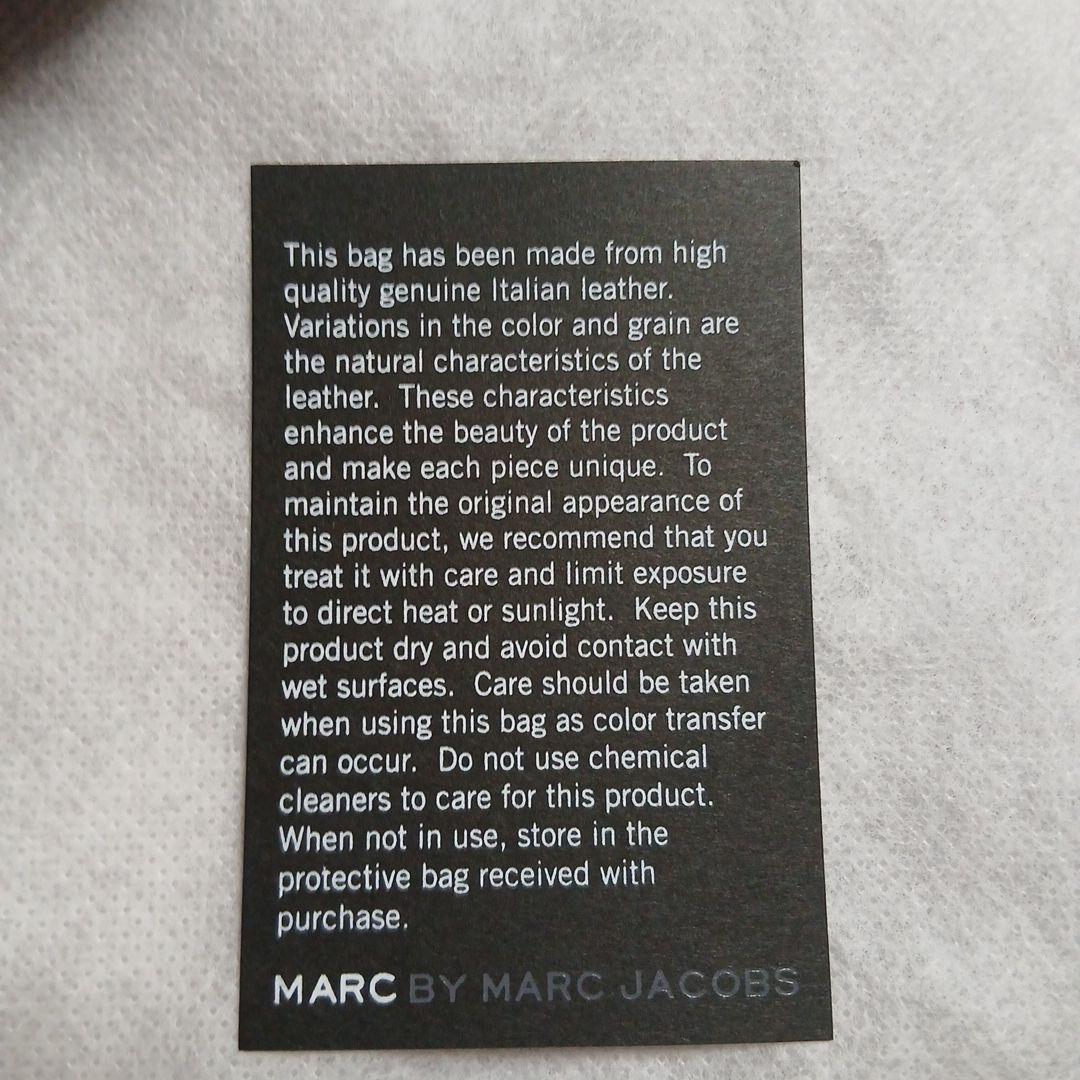 This bag has been made from high
quality genuine Italian leather.
Variations in the color and grain are
the natural characteristics of the
leather.  These characteristics
enhance the beauty of the product
and make each piece unique.  To
maintain the original appearance of
this product, we recommend that you
treat it with care and limit exposure
to direct heat or sunlight.  Keep this
product dry and avoid contact with
wet surfaces.  Care should be taken
when using this bag as color transfer
can occur.  Do not use chemical
cleaners to care for this product.
When not in use, store in the
protective bag received with
purchase.
MARC BY MARC JACOBS